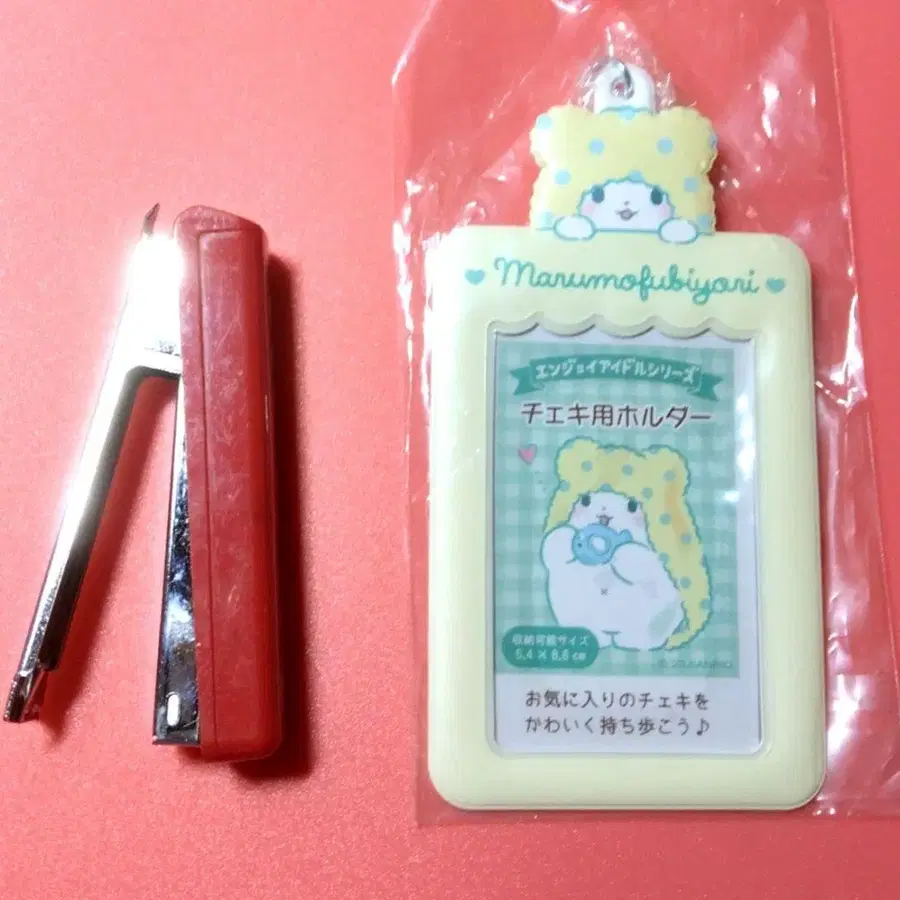 Marumofubiyori
エンジョイアイドルシリーズ
チェキ用ホルダー
収納可能サイズ
5.4 × 8.6 cm
お気に入りのチェキを
かわいく持ち歩こう♪